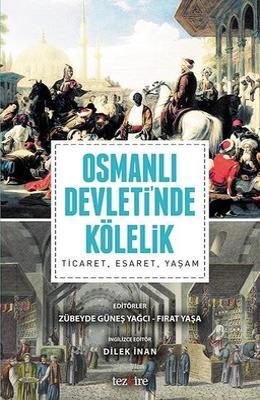 OSMANLI
DEVLETİ'NDE
KÖLELİK
TİCARET, ESARET, YAŞAM
EDİTÖRLER
ZÜBEYDE GÜNEŞ YAĞCI - FIRAT YAŞA
İNGİLİZCE EDİTÖR
DİLEK İNAN
tezkire